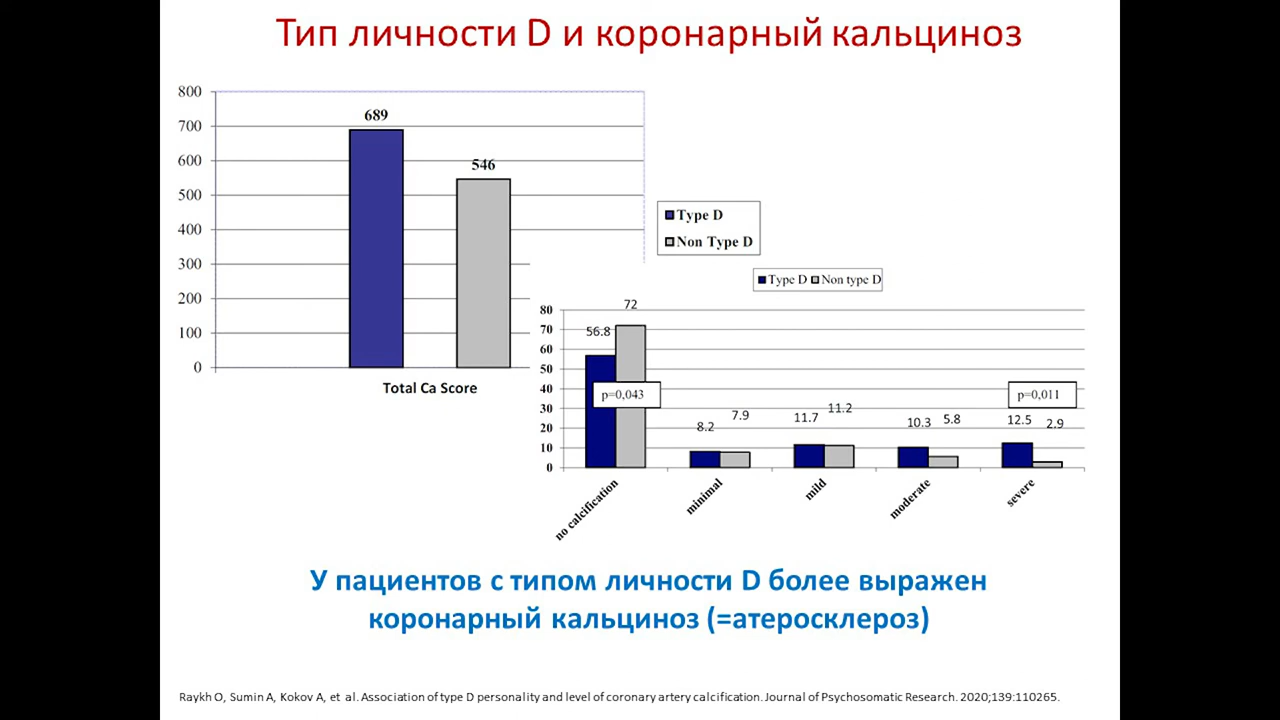 Тип личности D и коронарный кальциноз
800
700
600
500
400
300
200
100
0
689
546
Total Ca Score
Type D
Non Type D
Type D Non type D
80
70
60
50
40
30
20
10
0
56.8
72
p=0,043
8.2
7.9
11.7
11.2
10.3
5.8
p=0,011
12.5
2.9
no calcification
minimal
mild
moderate
severe
У пациентов с типом личности D более выражен
коронарный кальциноз (=атеросклероз)
Raykh O, Sumin A, Kokov A, et al. Association of type D personality and level of coronary artery calcification. Journal of Psychosomatic Research. 2020;139:110265.